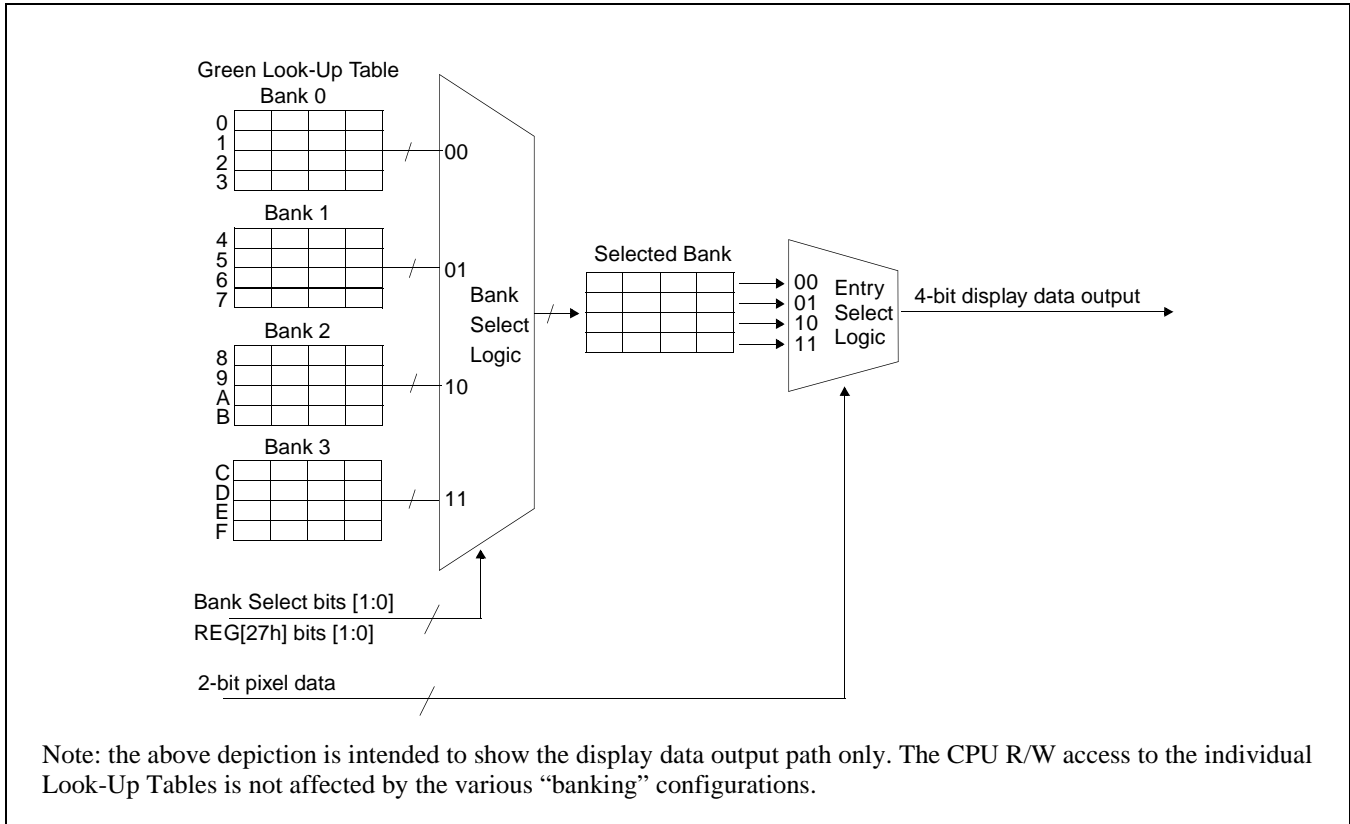 Green Look-Up Table
Bank 0
0
1
2
3
00
Bank 1
4
5
6
7
01
Bank 2
8
9
A
B
10
Bank 3
C
D
E
F
11
Bank
Select
Logic
Selected Bank
00
01
10
11
Entry
Select
Logic
4-bit display data output
Bank Select bits [1:0]
REG[27h] bits [1:0]
2-bit pixel data
Note: the above depiction is intended to show the display data output path only. The CPU R/W access to the individual
Look-Up Tables is not affected by the various “banking” configurations.